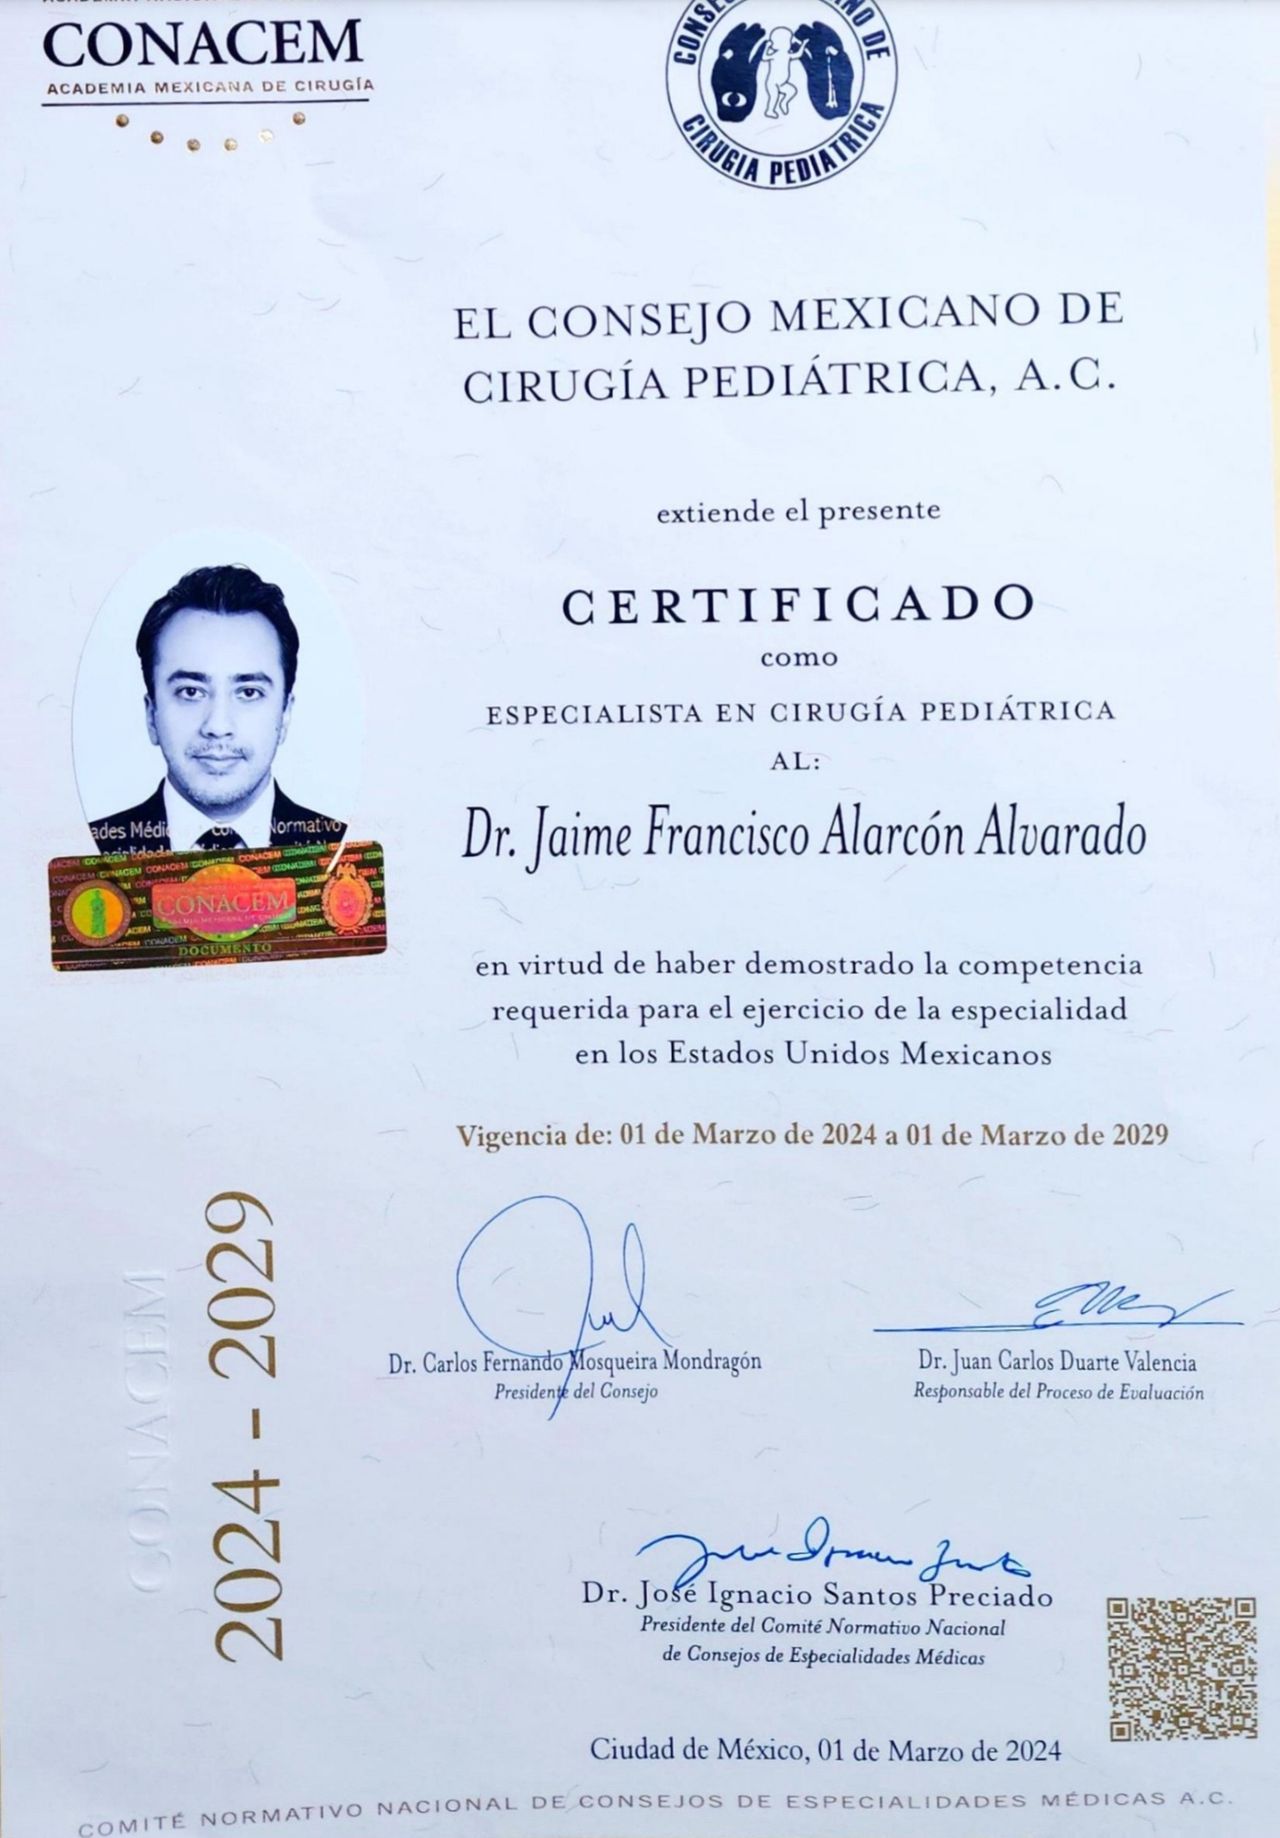 CONACEM
ACADEMIA MEXICANA DE CIRUGÍA
CIRUGIA PEDIATRICA
EL CONSEJO MEXICANO DE
CIRUGÍA PEDIÁTRICA, A.C.
extiende el presente
CERTIFICADO
como
ESPECIALISTA EN CIRUGÍA PEDIÁTRICA
AL:
Dr. Jaime Francisco Alarcón Alvarado
CONACEM
DOCUMENTO
en virtud de haber demostrado la competencia
requerida para el ejercicio de la especialidad
en los Estados Unidos Mexicanos
Vigencia de: 01 de Marzo de 2024 a 01 de Marzo de 2029
CONACEM
2024 - 2029
Dr. Carlos Fernando Mosqueira Mondragón
Presidente del Consejo
Dr. Juan Carlos Duarte Valencia
Responsable del Proceso de Evaluación
Dr. José Ignacio Santos Preciado
Presidente del Comité Normativo Nacional
de Consejos de Especialidades Médicas
Ciudad de México, 01 de Marzo de 2024
COMITÉ NORMATIVO NACIONAL DE CONSEJOS DE ESPECIALIDADES MÉDICAS A.C.